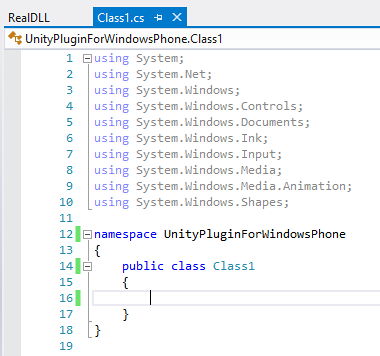 RealDLL Class1.cs
UnityPluginForWindowsPhone.Class1
1 using System;
2 using System.Net;
3 using System.Windows;
4 using System.Windows.Controls;
5 using System.Windows.Documents;
6 using System.Windows.Ink;
7 using System.Windows.Input;
8 using System.Windows.Media;
9 using System.Windows.Media.Animation;
10 using System.Windows.Shapes;
11
12 namespace UnityPluginForWindowsPhone
13 {
14 public class Class1
15 {
16
17 }
18 }
19